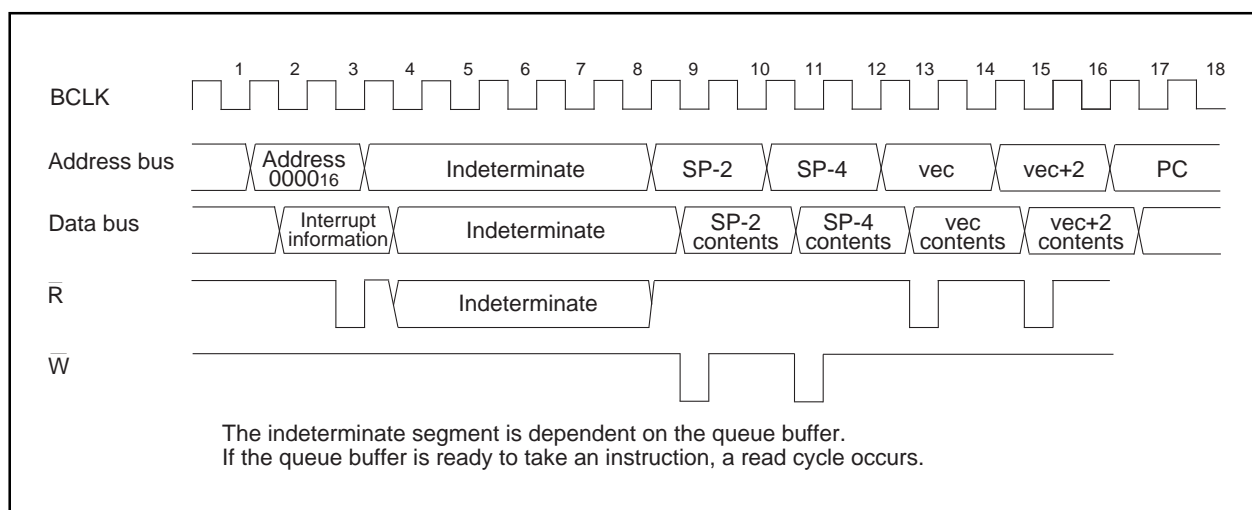 1 2 3 4 5 6 7 8 9 10 11 12 13 14 15 16 17 18
BCLK
Address bus
Address
000016
Indeterminate
SP-2
SP-4
vec
vec+2
PC
Data bus
Interrupt
information
Indeterminate
SP-2
contents
SP-4
contents
vec
contents
vec+2
contents
R
Indeterminate
W
The indeterminate segment is dependent on the queue buffer.
If the queue buffer is ready to take an instruction, a read cycle occurs.